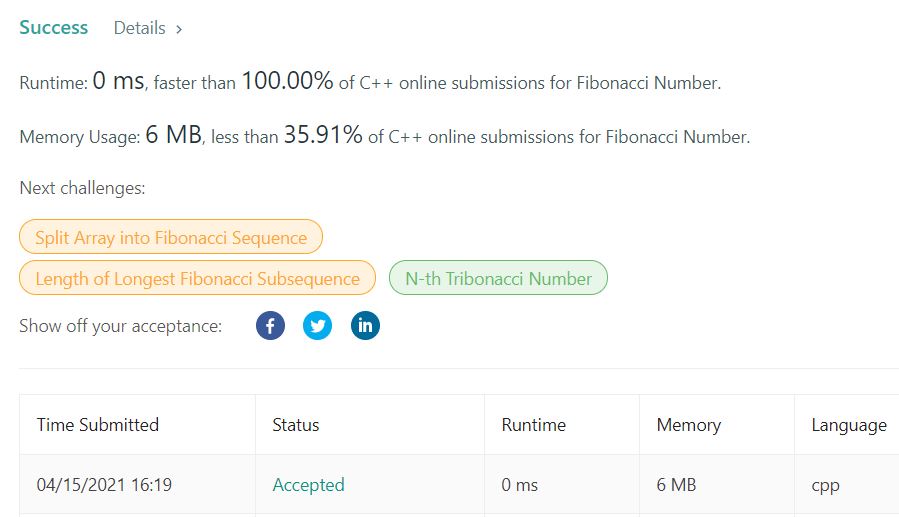 Success Details >
Runtime: 0 ms, faster than 100.00% of C++ online submissions for Fibonacci Number.
Memory Usage: 6 MB, less than 35.91% of C++ online submissions for Fibonacci Number.
Next challenges:
Split Array into Fibonacci Sequence
Length of Longest Fibonacci Subsequence N-th Tribonacci Number
Show off your acceptance: f in
Time Submitted Status Runtime Memory Language
04/15/2021 16:19 Accepted 0 ms 6 MB cpp